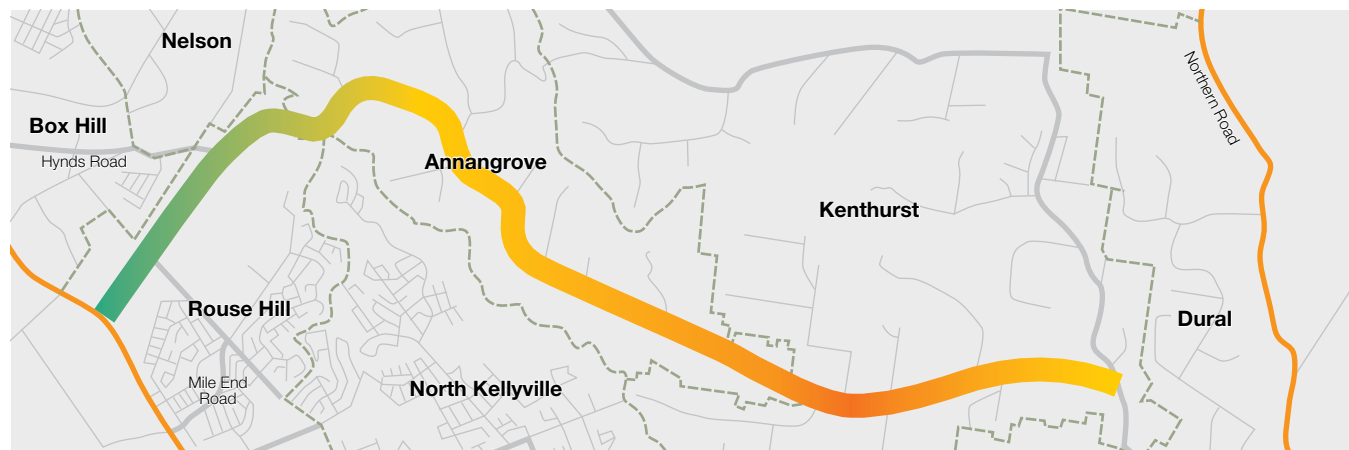 Nelson
Northern Road
Box Hill
Hynds Road
Annangrove
Kenthurst
Rouse Hill
Dural
Mile End
Road
North Kellyville